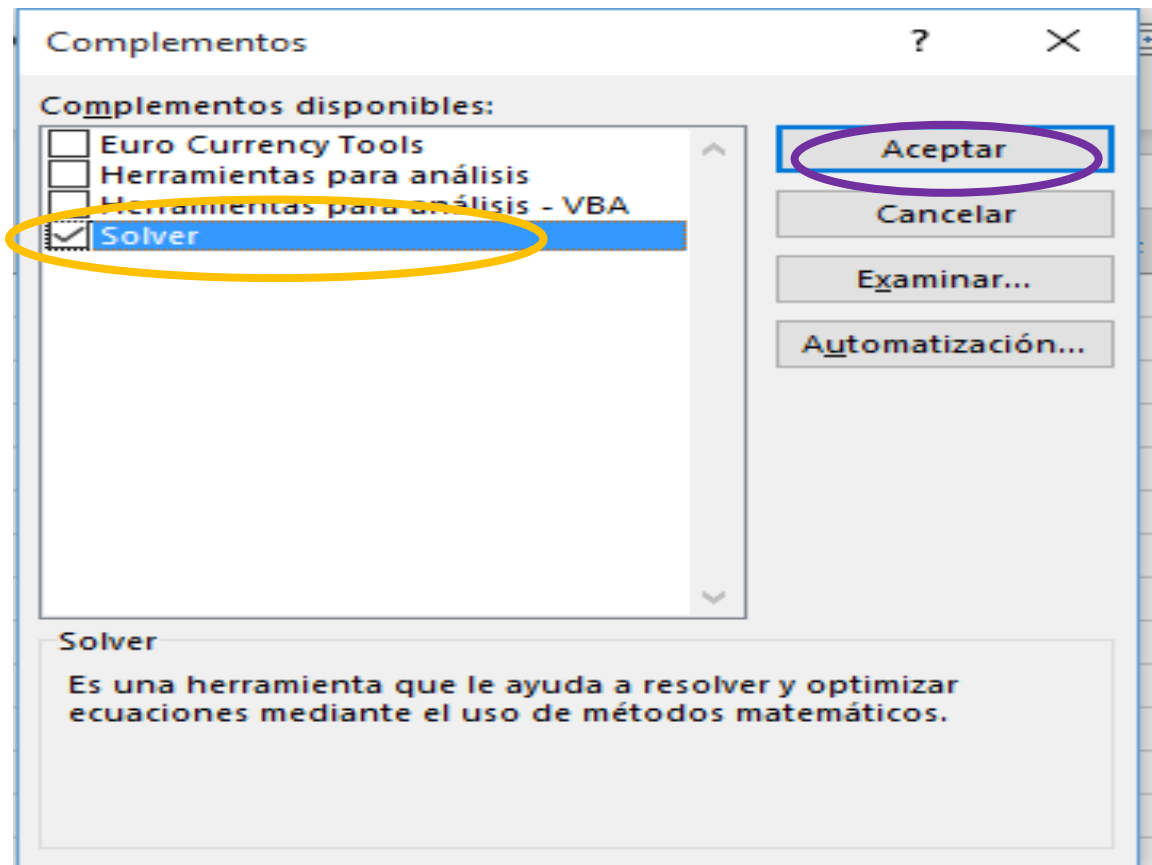 Complementos
Complementos disponibles:
Euro Currency Tools
Herramientas para análisis
Herramientas para análisis - VBA
Solver
Aceptar
Cancelar
Examinar...
Automatización...
Solver
Es una herramienta que le ayuda a resolver y optimizar
ecuaciones mediante el uso de métodos matemáticos.